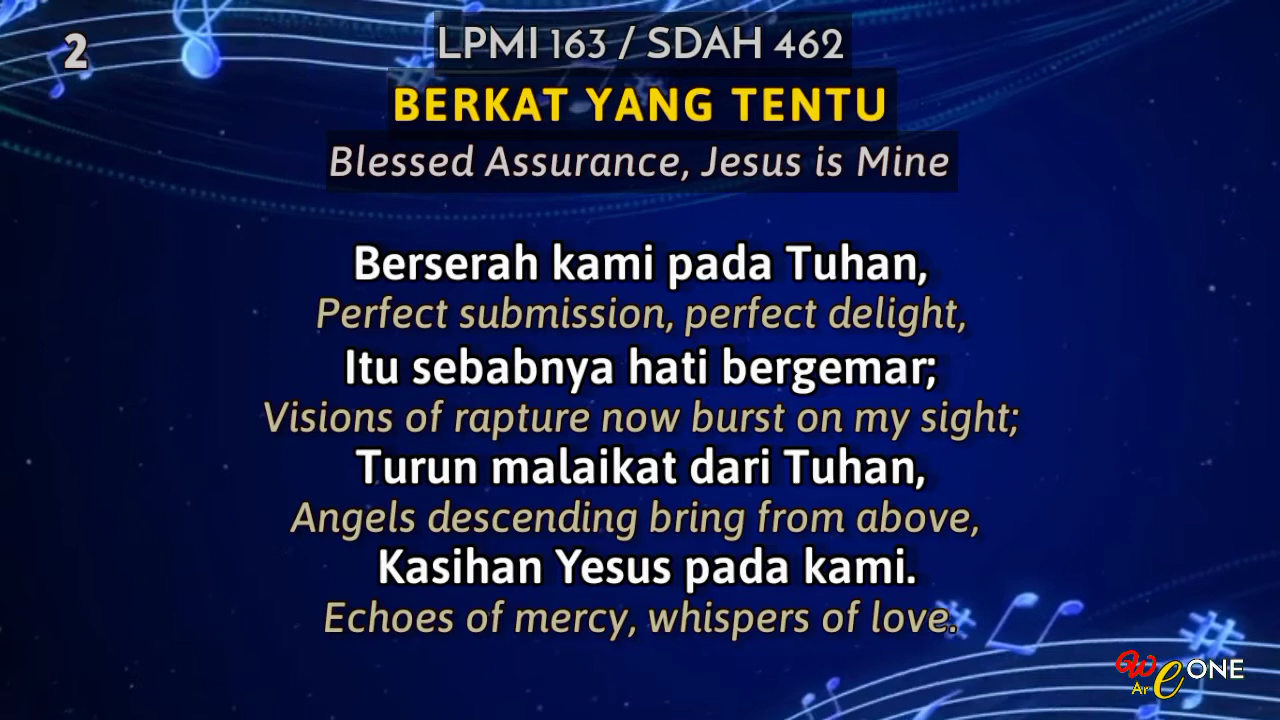 2
LPMI 163 / SDAH 462
BERKAT YANG TENTU
Blessed Assurance, Jesus is Mine
Berserah kami pada Tuhan,
Perfect submission, perfect delight,
Itu sebabnya hati bergemar;
Visions of rapture now burst on my sight;
Turun malaikat dari Tuhan,
Angels descending bring from above,
Kasihan Yesus pada kami.
Echoes of mercy, whispers of love.
We Are ONE